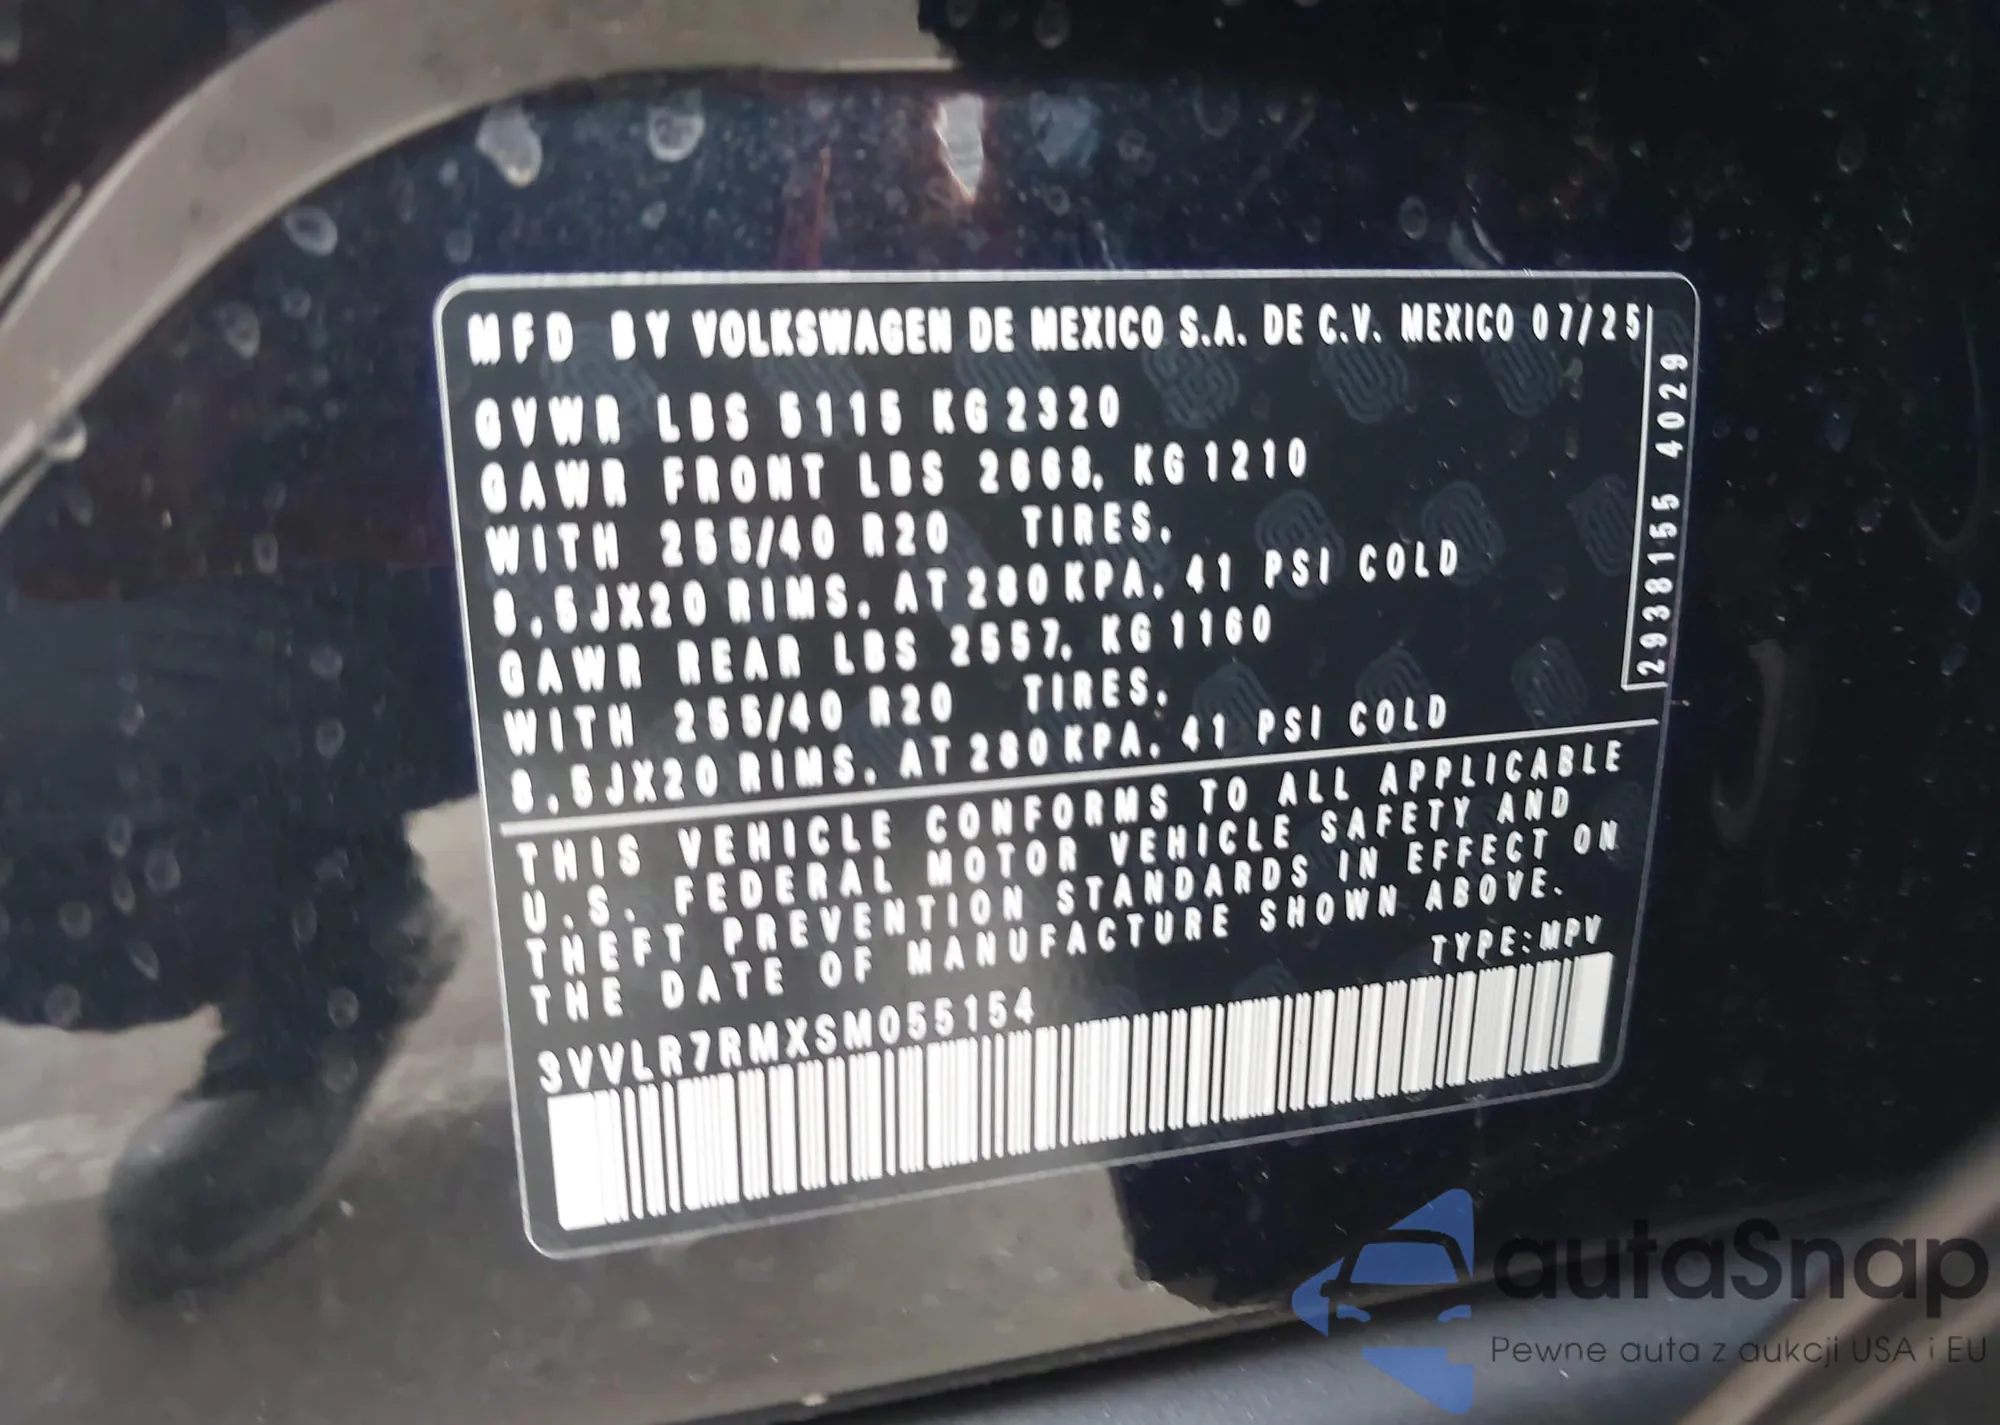 MFD BY VOLKSWAGEN DE MEXICO S.A. DE C.V. MEXICO 07/25
GVWR LBS 5115 KG 2320
GAWR FRONT LBS 2668, KG 1210
WITH 255/40 R20 TIRES,
8,5JX20 RIMS, AT 280 KPA, 41 PSI COLD
GAWR REAR LBS 2557, KG 1160
WITH 255/40 R20 TIRES,
8,5JX20 RIMS, AT 280 KPA, 41 PSI COLD
2938155 4029
THIS VEHICLE CONFORMS TO ALL APPLICABLE
U.S. FEDERAL MOTOR VEHICLE SAFETY AND
THEFT PREVENTION STANDARDS IN EFFECT ON
THE DATE OF MANUFACTURE SHOWN ABOVE.
TYPE:MPV
3VVLR7RMXSM055154
autaSnap
Pewne auta z aukcji USA i EU